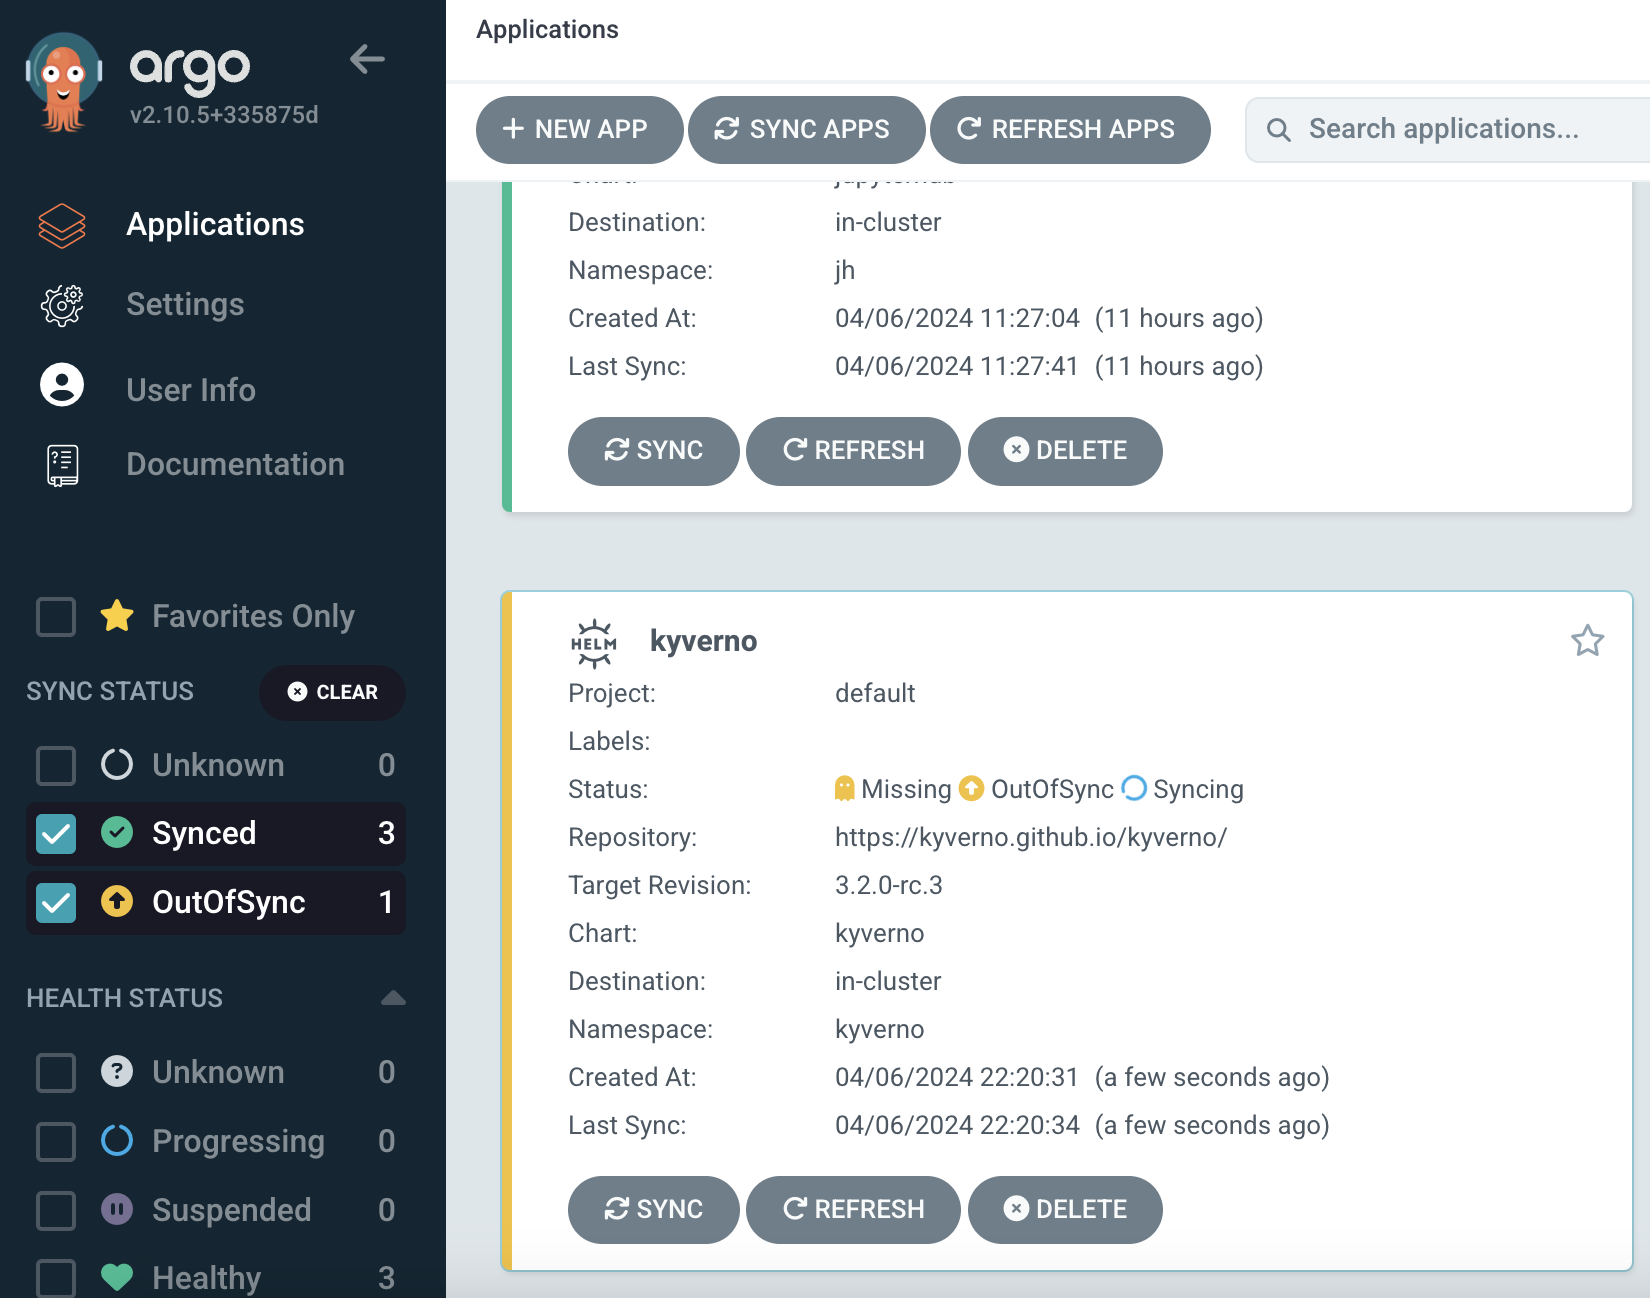 argo
v2.10.5+335875d
Applications
Settings
User Info
Documentation
Favorites Only
SYNC STATUS
CLEAR
Unknown 0
Synced 3
OutOfSync 1
HEALTH STATUS
Unknown 0
Progressing 0
Suspended 0
Healthy 3
Applications
NEW APP SYNC APPS REFRESH APPS Search applications...
Destination: in-cluster
Namespace: jh
Created At: 04/06/2024 11:27:04 (11 hours ago)
Last Sync: 04/06/2024 11:27:41 (11 hours ago)
SYNC REFRESH DELETE
HELM kyverno
Project: default
Labels:
Status: Missing OutOfSync Syncing
Repository: https://kyverno.github.io/kyverno/
Target Revision: 3.2.0-rc.3
Chart: kyverno
Destination: in-cluster
Namespace: kyverno
Created At: 04/06/2024 22:20:31 (a few seconds ago)
Last Sync: 04/06/2024 22:20:34 (a few seconds ago)
SYNC REFRESH DELETE